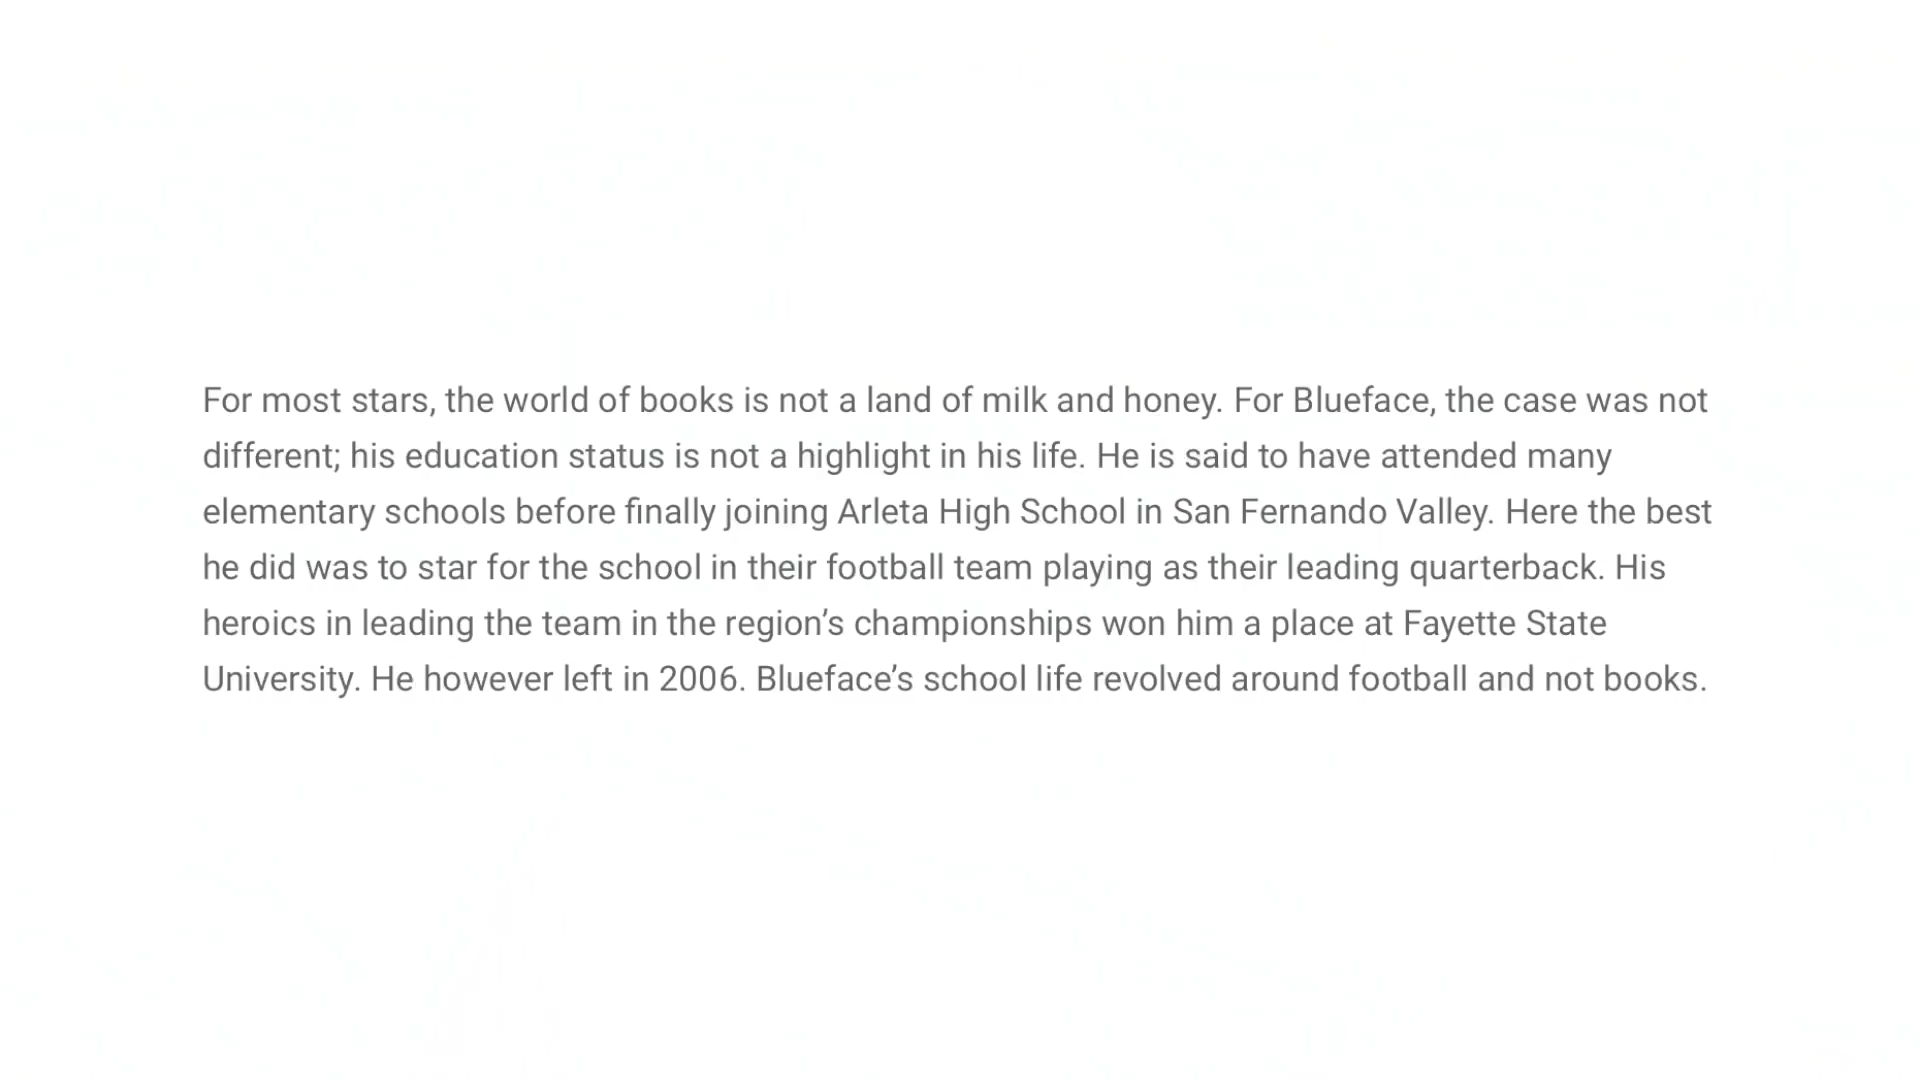 For most stars, the world of books is not a land of milk and honey. For Blueface, the case was not
different; his education status is not a highlight in his life. He is said to have attended many
elementary schools before finally joining Arleta High School in San Fernando Valley. Here the best
he did was to star for the school in their football team playing as their leading quarterback. His
heroics in leading the team in the region’s championships won him a place at Fayette State
University. He however left in 2006. Blueface’s school life revolved around football and not books.